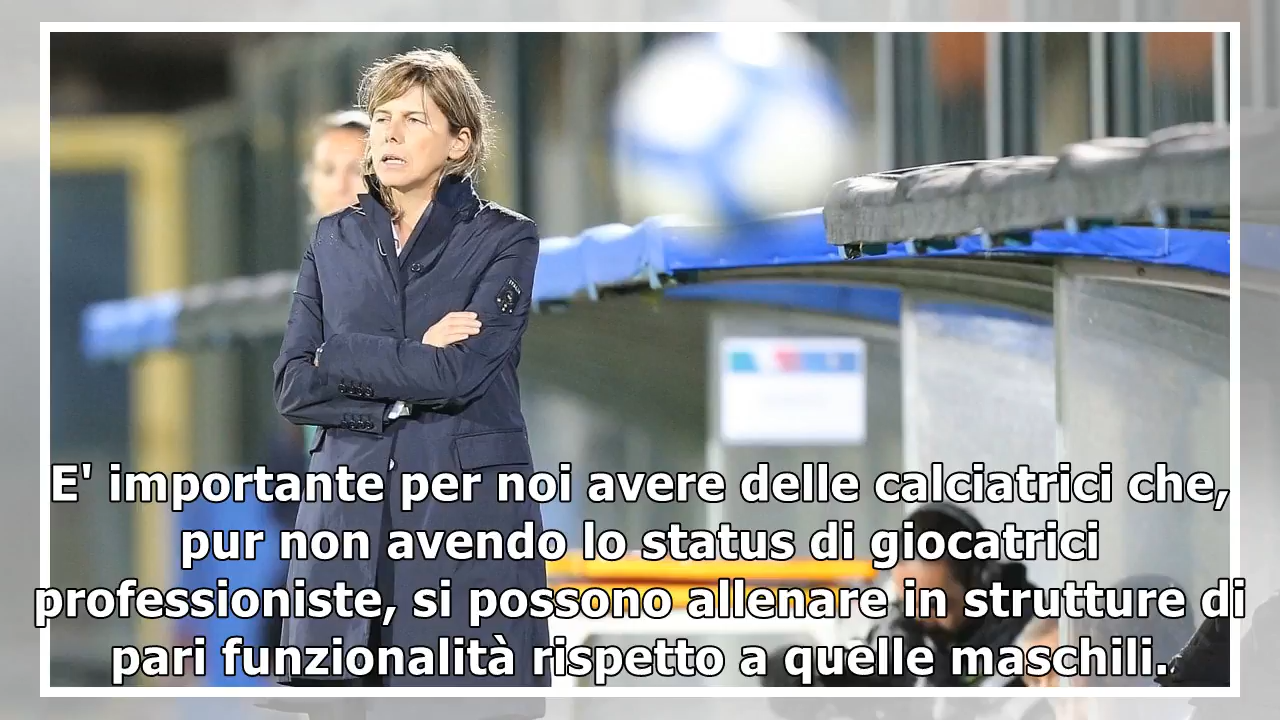 E' importante per noi avere delle calciatrici che,
pur non avendo lo status di giocatrici
professioniste, si possono allenare in strutture di
pari funzionalità rispetto a quelle maschili.